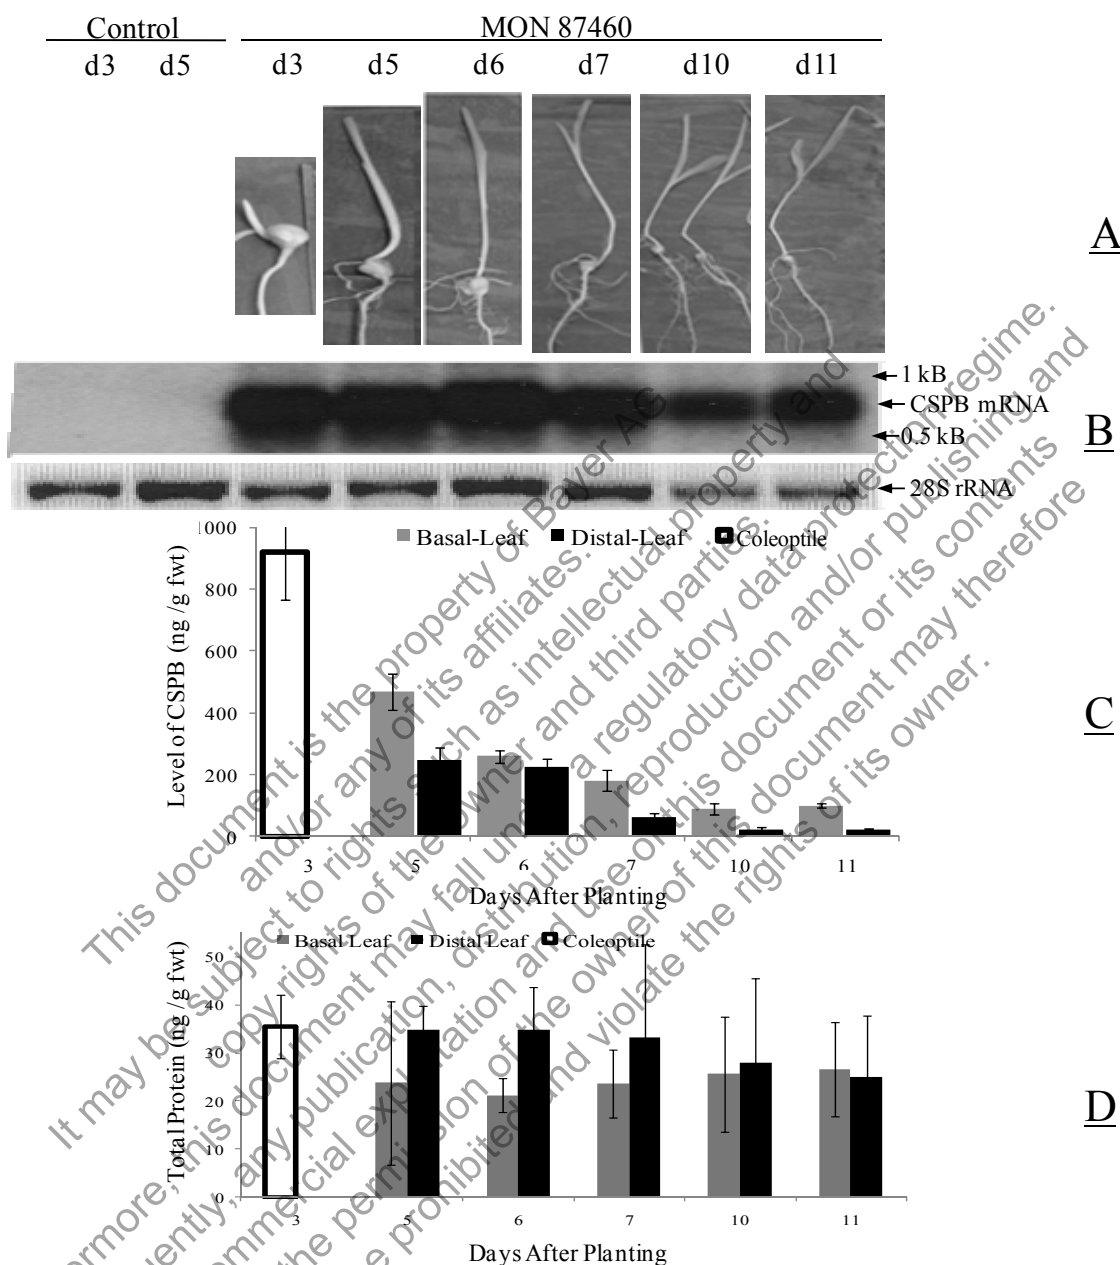 Control MON 87460
d3 d5 d3 d5 d6 d7 d10 d11
A
1 kB
CSPB mRNA
0.5 kB
B
28S rRNA
Basal-Leaf Distal-Leaf Coleoptile
Level of CSPB (ng /g fwt)
1000
800
600
400
200
0
3 5 6 7 10 11
Days After Planting
C
Basal Leaf Distal Leaf Coleoptile
Total Protein (ng /g fwt)
50
40
30
20
10
0
3 5 6 7 10 11
Days After Planting
D
This document is the property of Bayer AG
and/or any of its affiliates.
It may be subject to rights such as intellectual property and
copy rights of the owner and third parties.
this document may fall under a regulatory data protection regime.
any publication, distribution, reproduction and/or publishing and
commercial exploitation and use of this document or its contents
the permission of the owner of this document may therefore
be prohibited and violate the rights of its owner.